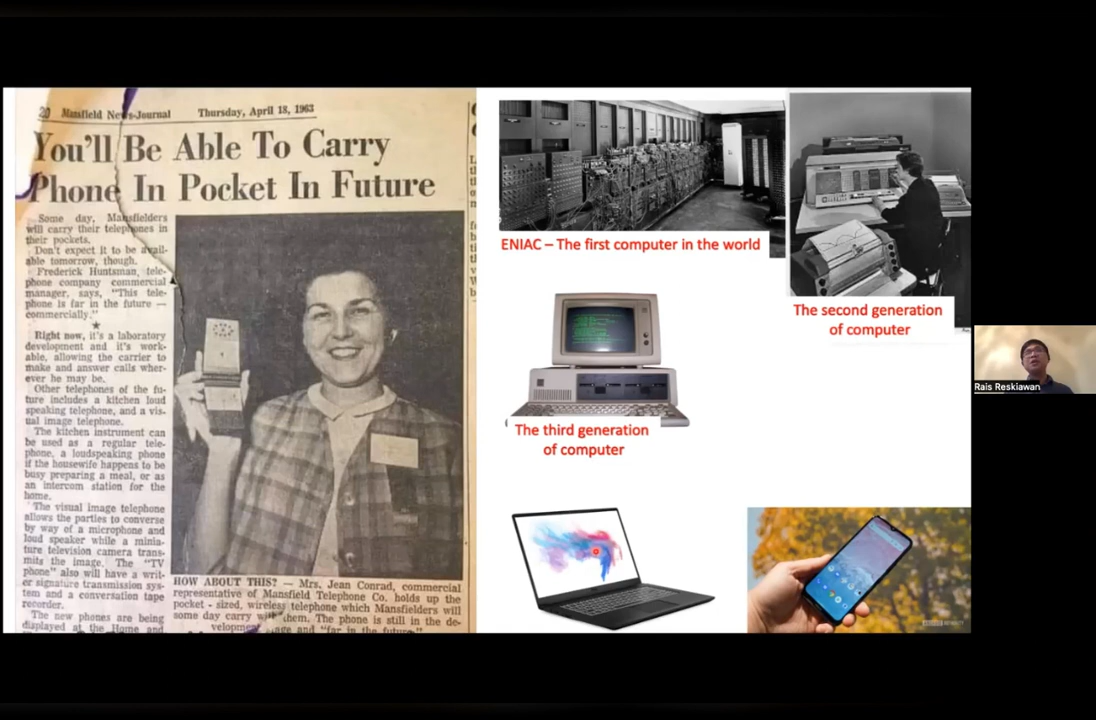 20 Mansfield News-Journal Thursday, April 18, 1963
You'll Be Able To Carry
Phone In Pocket In Future
Some day, Mansfielders
will carry their telephones in
their pockets.
Don't expect it to be avail-
able tomorrow, though.
Frederick Huntsman, tele-
phone company commercial
manager, says, "This tele-
phone is far in the future —
commercially."
★
Right now, it's a laboratory
development and it's work-
able, allowing the carrier to
make and answer calls wher-
ever he may be.
Other telephones of the fu-
ture includes a kitchen loud
speaking telephone, and a vis-
ual image telephone.
The kitchen instrument can
be used as a regular tele-
phone, a loudspeaking phone
if the housewife happens to be
busy preparing a meal, or as
an intercom station for the
home.
The visual image telephone
allows the parties to converse
by way of a microphone and
loud speaker while a minia-
ture television camera trans-
mits the image. The "TV
phone" also will have a writ-
er signature transmission sys-
tem and a conversation tape
recorder.
The new phones are being
displayed at the Home and
HOW ABOUT THIS? — Mrs. Jean Conrad, commercial
representative of Mansfield Telephone Co. holds up the
pocket - sized, wireless telephone which Mansfielders will
some day carry with them. The phone is still in the de-
velopment stage and "far in the future."
ENIAC – The first computer in the world
The second generation
of computer
The third generation
of computer
Rais Reskiawan